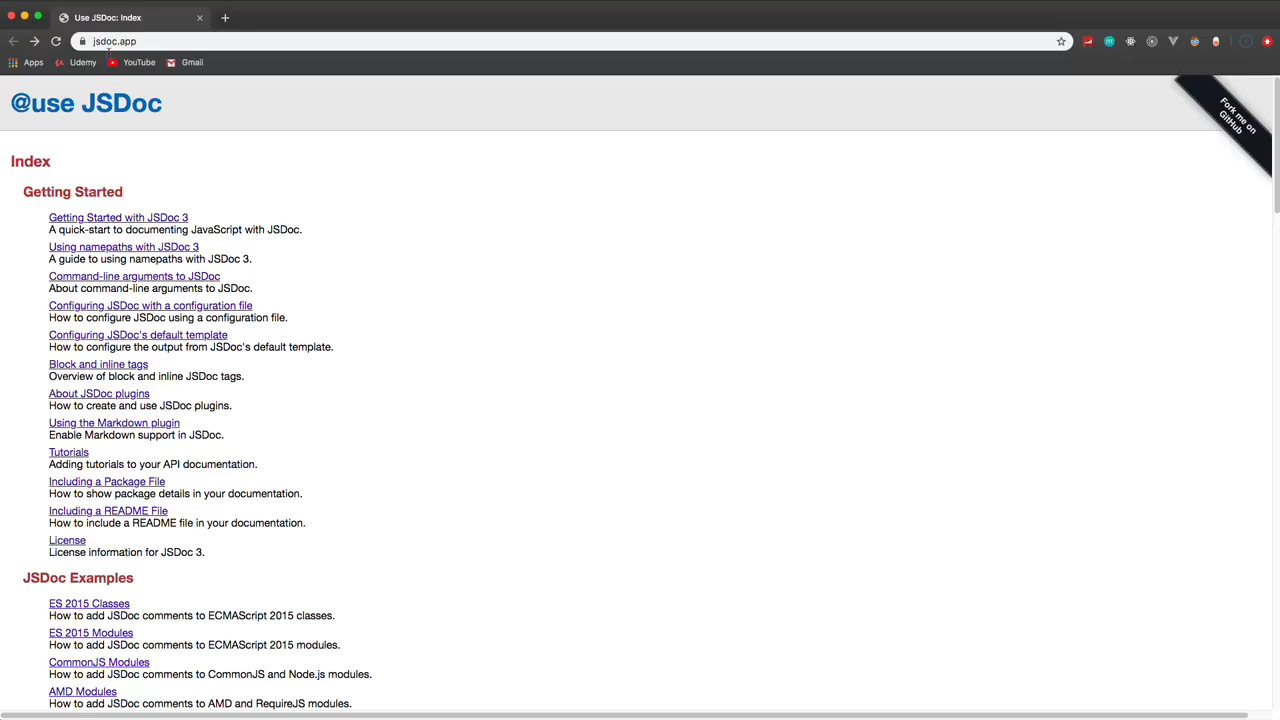 Use JSDoc: Index
jsdoc.app
Apps
Udemy
YouTube
Gmail
@use JSDoc
Fork me on
GitHub
Index
Getting Started
Getting Started with JSDoc 3
A quick-start to documenting JavaScript with JSDoc.
Using namepaths with JSDoc 3
A guide to using namepaths with JSDoc 3.
Command-line arguments to JSDoc
About command-line arguments to JSDoc.
Configuring JSDoc with a configuration file
How to configure JSDoc using a configuration file.
Configuring JSDoc's default template
How to configure the output from JSDoc's default template.
Block and inline tags
Overview of block and inline JSDoc tags.
About JSDoc plugins
How to create and use JSDoc plugins.
Using the Markdown plugin
Enable Markdown support in JSDoc.
Tutorials
Adding tutorials to your API documentation.
Including a Package File
How to show package details in your documentation.
Including a README File
How to include a README file in your documentation.
License
License information for JSDoc 3.
JSDoc Examples
ES 2015 Classes
How to add JSDoc comments to ECMAScript 2015 classes.
ES 2015 Modules
How to add JSDoc comments to ECMAScript 2015 modules.
CommonJS Modules
How to add JSDoc comments to CommonJS and Node.js modules.
AMD Modules
How to add JSDoc comments to AMD and RequireJS modules.